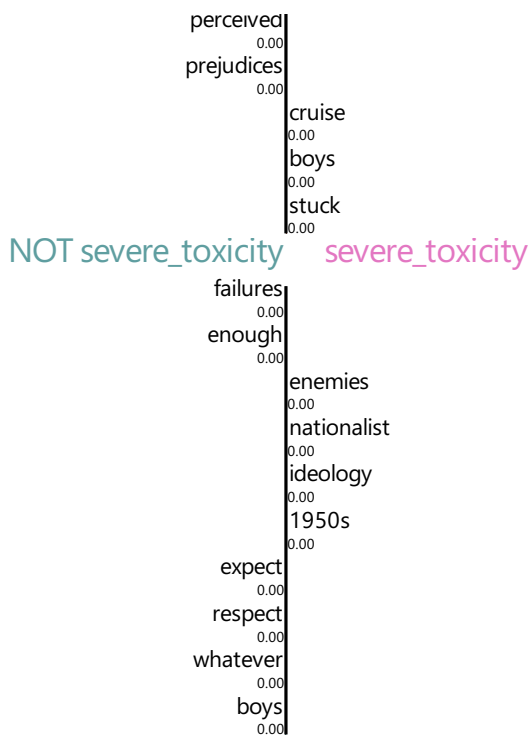 perceived
0.00
prejudices
0.00
cruise
0.00
boys
0.00
stuck
0.00
NOT severe_toxicity severe_toxicity
failures
0.00
enough
0.00
enemies
0.00
nationalist
0.00
ideology
0.00
1950s
0.00
expect
0.00
respect
0.00
whatever
0.00
boys
0.00